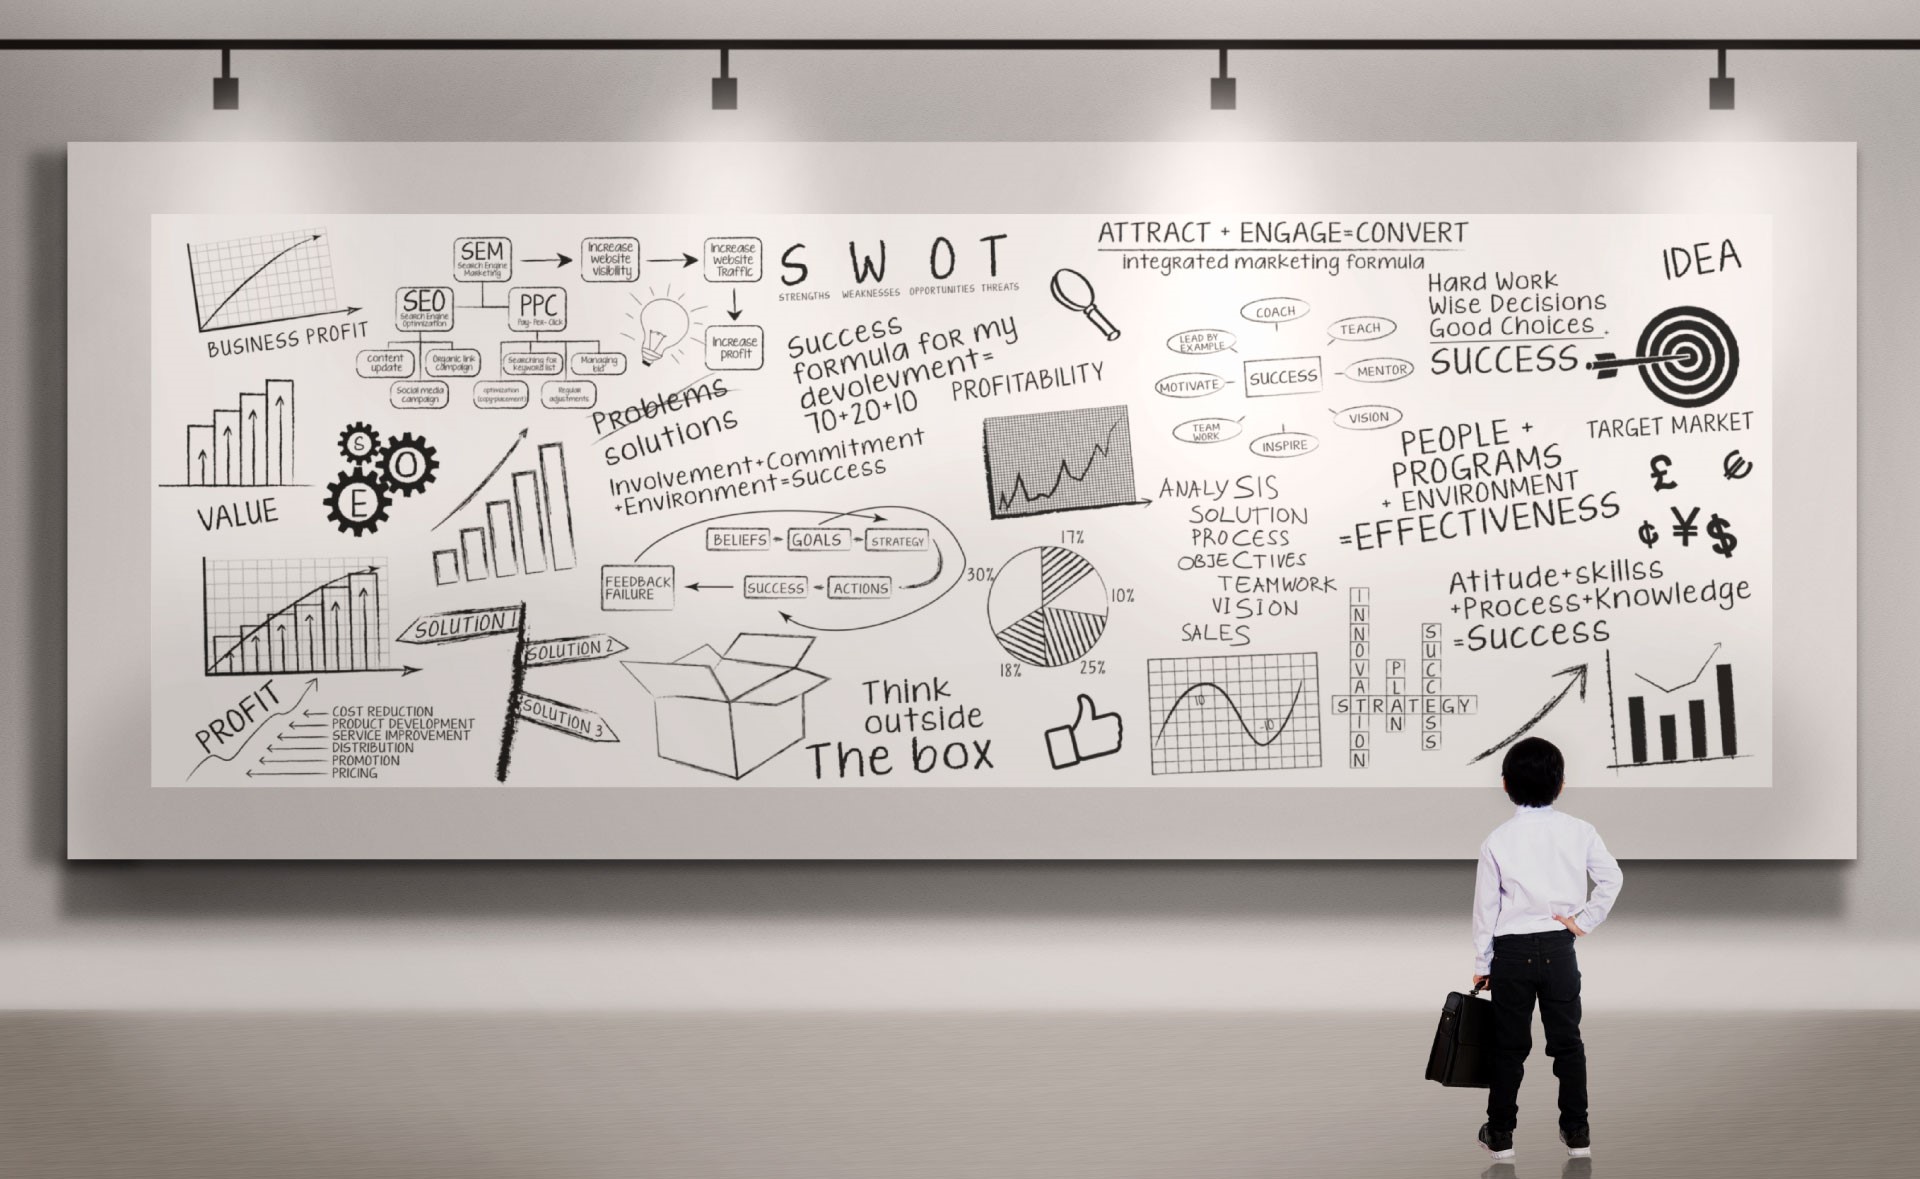 BUSINESS PROFIT
SEM
Search Engine
Marketing
Increase
website
visibility
Increase
website
Traffic
Increase
profit
SEO
Search Engine
Optimization
PPC
Pay-Per-Click
content
update
Organic link
campaign
Social media
campaign
Searching for
keyword list
Managing
bid
optimization
(copy+placement)
Regular
adjustments
S W O T
STRENGTHS WEAKNESSES OPPORTUNITIES THREATS
ATTRACT + ENGAGE=CONVERT
integrated marketing formula
IDEA
Hard Work
Wise Decisions
Good Choices .
SUCCESS
COACH
TEACH
LEAD BY
EXAMPLE
SUCCESS
MENTOR
MOTIVATE
VISION
TEAM
WORK
INSPIRE
Success
formula for my
devolevment=
70+20+10
PROFITABILITY
Problems
solutions
Involvement+Commitment
+Environment=Success
VALUE
S
O
E
TARGET MARKET
£ €
¢ ¥ $
PEOPLE +
PROGRAMS
+ ENVIRONMENT
=EFFECTIVENESS
ANALYSIS
SOLUTION
PROCESS
OBJECTIVES
TEAMWORK
VISION
SALES
BELIEFS
GOALS
STRATEGY
FEEDBACK
FAILURE
SUCCESS
ACTIONS
17%
30%
10%
18%
25%
Atitude+skillss
+Process+Knowledge
=Success
SOLUTION 1
SOLUTION 2
SOLUTION 3
PROFIT
COST REDUCTION
PRODUCT DEVELOPMENT
SERVICE IMPROVEMENT
DISTRIBUTION
PROMOTION
PRICING
Think
outside
The box
10
-10
INNOVATION
PLAN
SUCCESS
STRATEGY